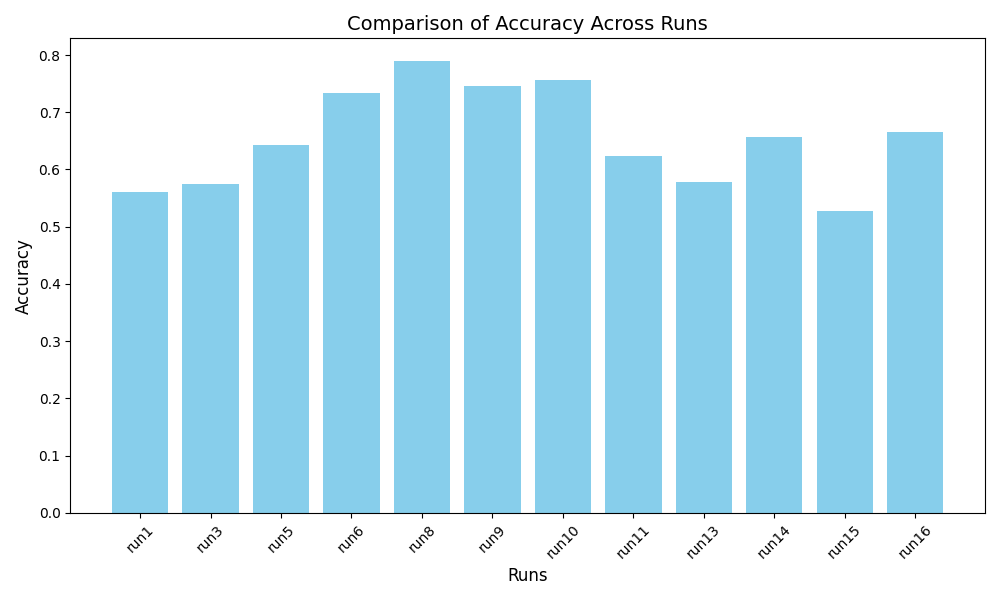 Comparison of Accuracy Across Runs
Accuracy
0.8
0.7
0.6
0.5
0.4
0.3
0.2
0.1
0.0
run1 run3 run5 run6 run8 run9 run10 run11 run13 run14 run15 run16
Runs